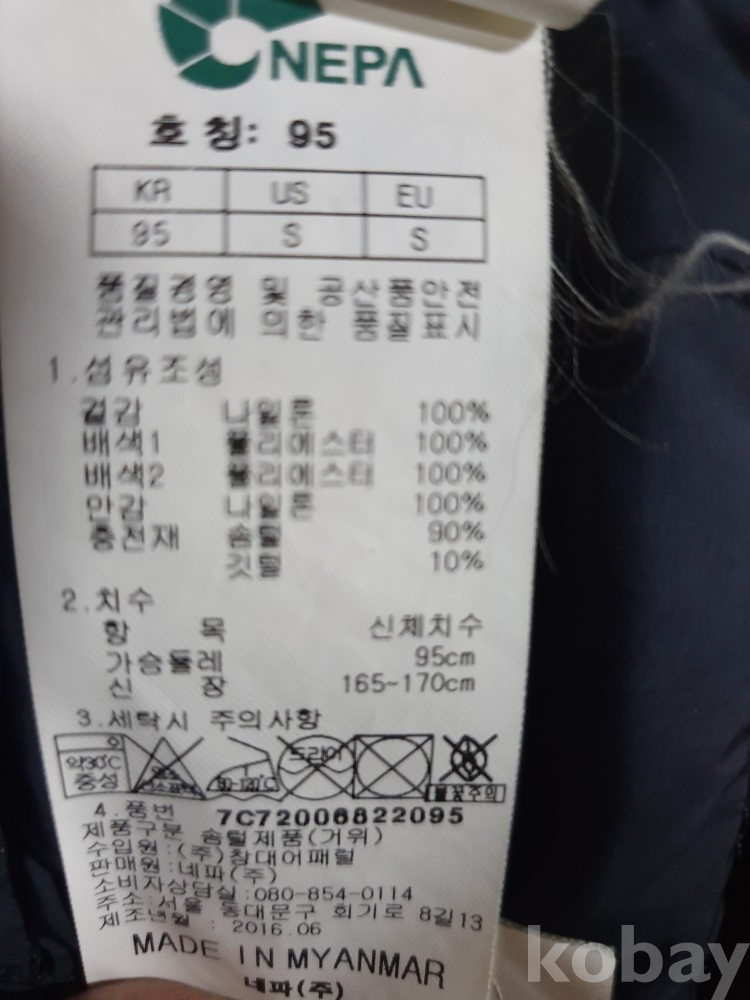 NEPA
호칭: 95
KR US EU
95 S S
품질경영 및 공산품안전
관리법에 의한 품질표시
1.섬유조성
겉감 나일론 100%
배색1 폴리에스터 100%
배색2 폴리에스터 100%
안감 나일론 100%
충전재 솜털 90%
깃털 10%
2.치수
항 목 신체치수
가슴둘레 95cm
신 장 165-170cm
3.세탁시 주의사항
약30℃
중성
드라이
불꽃주의
4.품번 7C72006822095
제품구분 솜털제품(거위)
수입원:(주)창대어패럴
판매원:네파(주)
소비자상담실:080-854-0114
주소:서울 동대문구 회기로 8길13
제조년월 : 2016.06
MADE IN MYANMAR
네파(주)
kobay